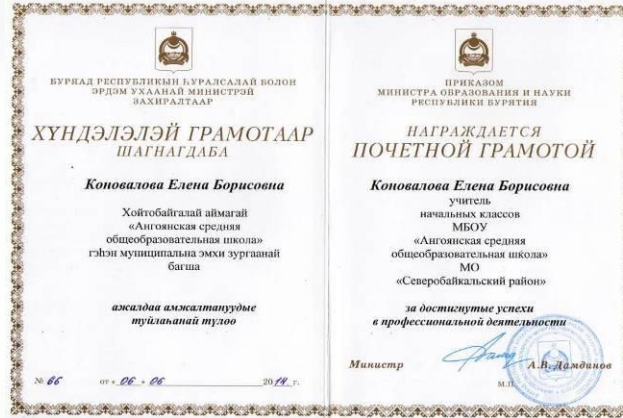 БУРЯАД РЕСПУБЛИКЫН ҺУРАЛСАЛАЙ БОЛОН
ЭРДЭМ УХААНАЙ МИНИСТРЭЙ
ЗАХИРАЛТААР
ХҮНДЭЛЭЛЭЙ ГРАМОТААР
ШАГНАГДАБА
Коновалова Елена Борисовна
Хойтобайгалай аймагай
«Ангоянская средняя
общеобразовательная школа»
гэһэн муниципальна эмхи зургаанай
багша
ажалдаа амжалтануудые
туйлаһанай түлөө
№ 66 от « 06 » 06 2014 г.
ПРИКАЗОМ
МИНИСТРА ОБРАЗОВАНИЯ И НАУКИ
РЕСПУБЛИКИ БУРЯТИЯ
НАГРАЖДАЕТСЯ
ПОЧЕТНОЙ ГРАМОТОЙ
Коновалова Елена Борисовна
учитель
начальных классов
МБОУ
«Ангоянская средняя
общеобразовательная школа»
МО
«Северобайкальский район»
за достигнутые успехи
в профессиональной деятельности
Министр А.В. Дамдинов
М.П.